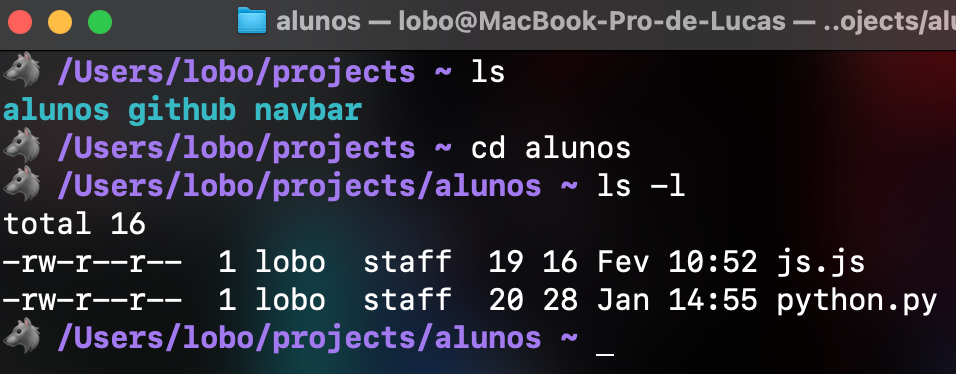 alunos — lobo@MacBook-Pro-de-Lucas — ..ojects/alu
/Users/lobo/projects ~ ls
alunos github navbar
/Users/lobo/projects ~ cd alunos
/Users/lobo/projects/alunos ~ ls -l
total 16
-rw-r--r--  1 lobo  staff  19 16 Fev 10:52 js.js
-rw-r--r--  1 lobo  staff  20 28 Jan 14:55 python.py
/Users/lobo/projects/alunos ~ _